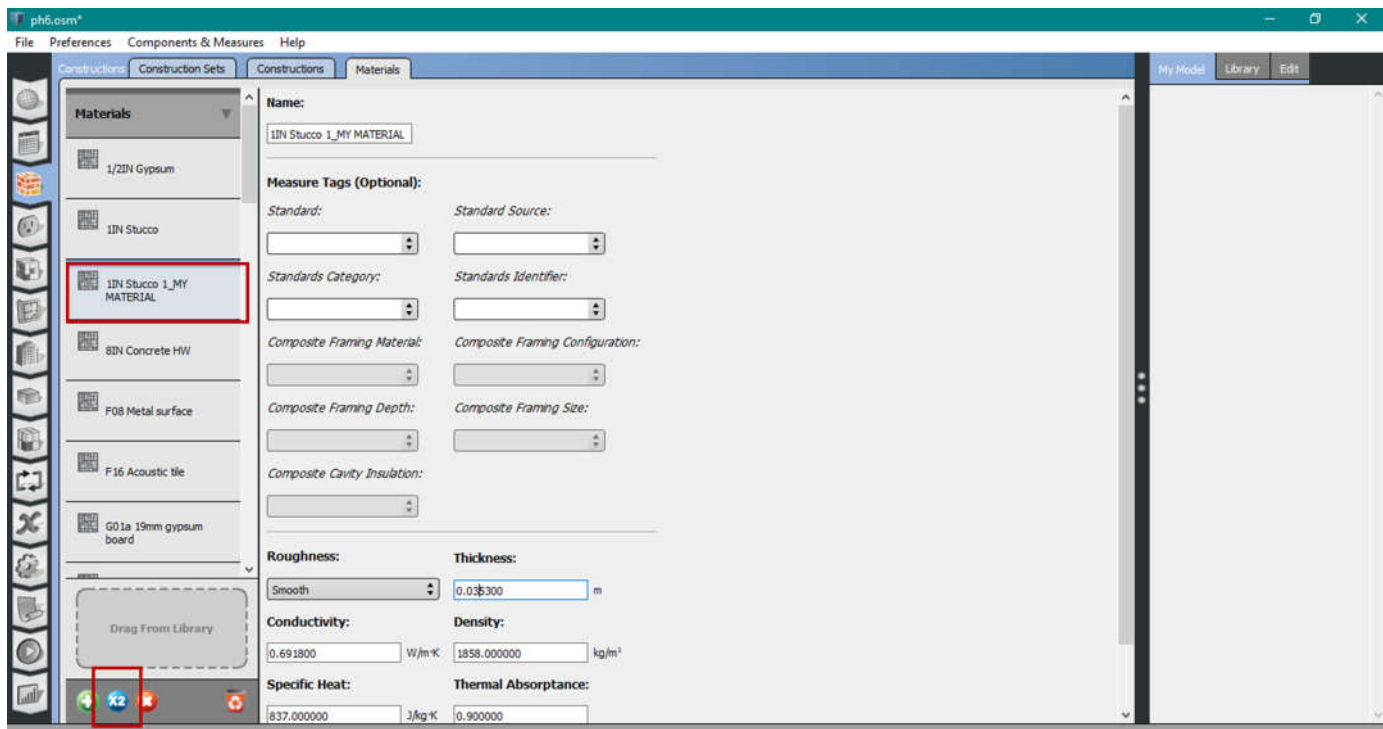 ph6.osm*
File Preferences Components & Measures Help
Constructions Construction Sets Constructions Materials My Model Library Edit
Materials
1/2IN Gypsum
1IN Stucco
1IN Stucco 1_MY
MATERIAL
8IN Concrete HW
F08 Metal surface
F16 Acoustic tile
G01a 19mm gypsum
board
Drag From Library
X2
Name:
1IN Stucco 1_MY MATERIAL
Measure Tags (Optional):
Standard: Standard Source:
Standards Category: Standards Identifier:
Composite Framing Material: Composite Framing Configuration:
Composite Framing Depth: Composite Framing Size:
Composite Cavity Insulation:
Roughness: Thickness:
Smooth 0.035300 m
Conductivity: Density:
0.691800 W/m·K 1858.000000 kg/m³
Specific Heat: Thermal Absorptance:
837.000000 J/kg·K 0.900000